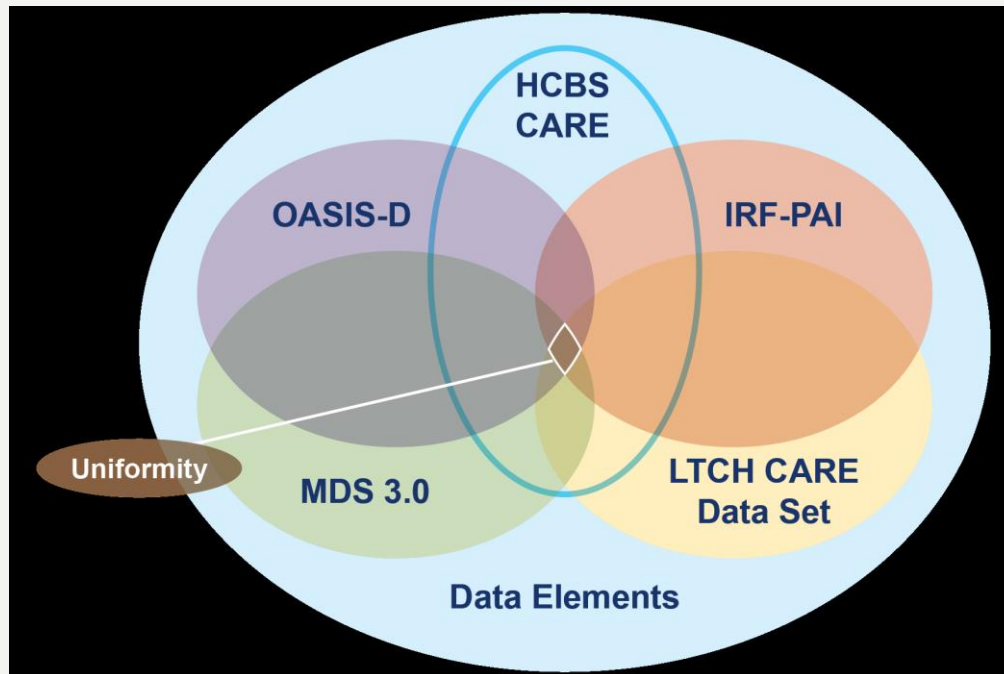 HCBS
CARE
OASIS-D
IRF-PAI
Uniformity
MDS 3.0
LTCH CARE
Data Set
Data Elements